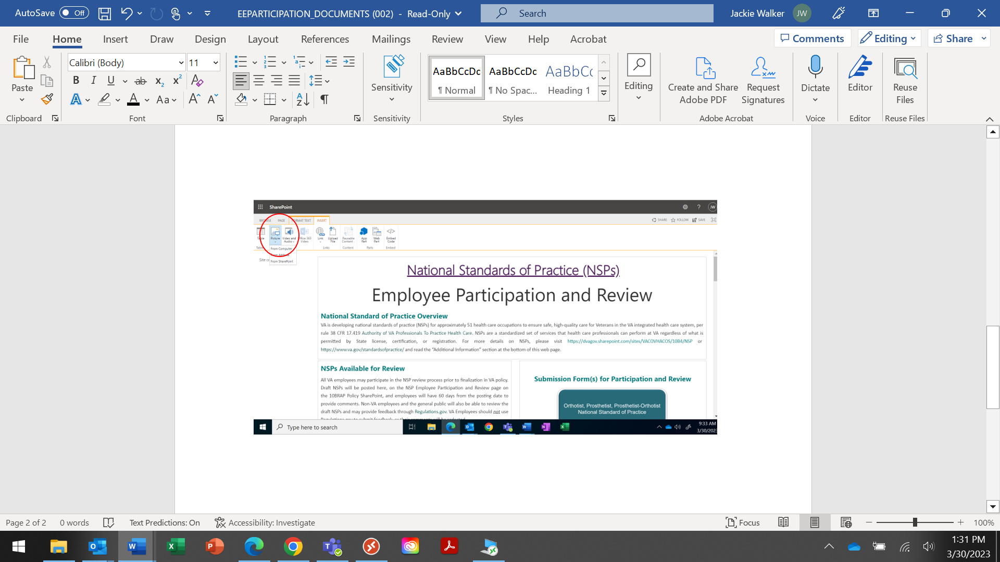 AutoSave Off EEPARTICIPATION_DOCUMENTS (002) - Read-Only Search Jackie Walker JW
File Home Insert Draw Design Layout References Mailings Review View Help Acrobat Comments Editing Share
Paste
Calibri (Body) 11
B I U ab x2 x2 A
A A Aa A A
Sensitivity
AaBbCcDc AaBbCcDc AaBbCc
¶ Normal ¶ No Spac... Heading 1
Editing
Create and Share
Adobe PDF
Request
Signatures
Dictate
Editor
Reuse
Files
Clipboard Font Paragraph Sensitivity Styles Adobe Acrobat Voice Editor Reuse Files
SharePoint ? JW
BROWSE PAGE FORMAT TEXT INSERT SHARE FOLLOW SAVE
Table Picture Video and
Audio Office 365
Video Link Upload
File Reusable
Content App
Part Web
Part Embed
Code
Links Content Parts Embed
From Computer
From Address
From SharePoint
National Standards of Practice (NSPs)
Employee Participation and Review
National Standard of Practice Overview
VA is developing national standards of practice (NSPs) for approximately 51 health care occupations to ensure safe, high-quality care for Veterans in the VA integrated health care system, per
rule 38 CFR 17.419 Authority of VA Professionals To Practice Health Care. NSPs are a standardized set of services that health care professionals can perform at VA regardless of what is
permitted by State license, certification, or registration. For more details on NSPs, please visit https://dvagov.sharepoint.com/sites/VACOVHACOS/10B4/NSP or
https://www.va.gov/standardsofpractice/ and read the "Additional Information" section at the bottom of this web page.
NSPs Available for Review
All VA employees may participate in the NSP review process prior to finalization in VA policy.
Draft NSPs will be posted here, on the NSP Employee Participation and Review page on
the 10BRAP Policy SharePoint, and employees will have 60 days from the posting date to
provide comments. Non-VA employees and the general public will also be able to review the
draft NSPs and may provide feedback through Regulations.gov. VA Employees should not use
Submission Form(s) for Participation and Review
Orthotist, Prosthetist, Prosthetist-Orthotist
National Standard of Practice
Type here to search 9:33 AM
3/30/2023
Page 2 of 2 0 words Text Predictions: On Accessibility: Investigate Focus 100%
1:31 PM
3/30/2023